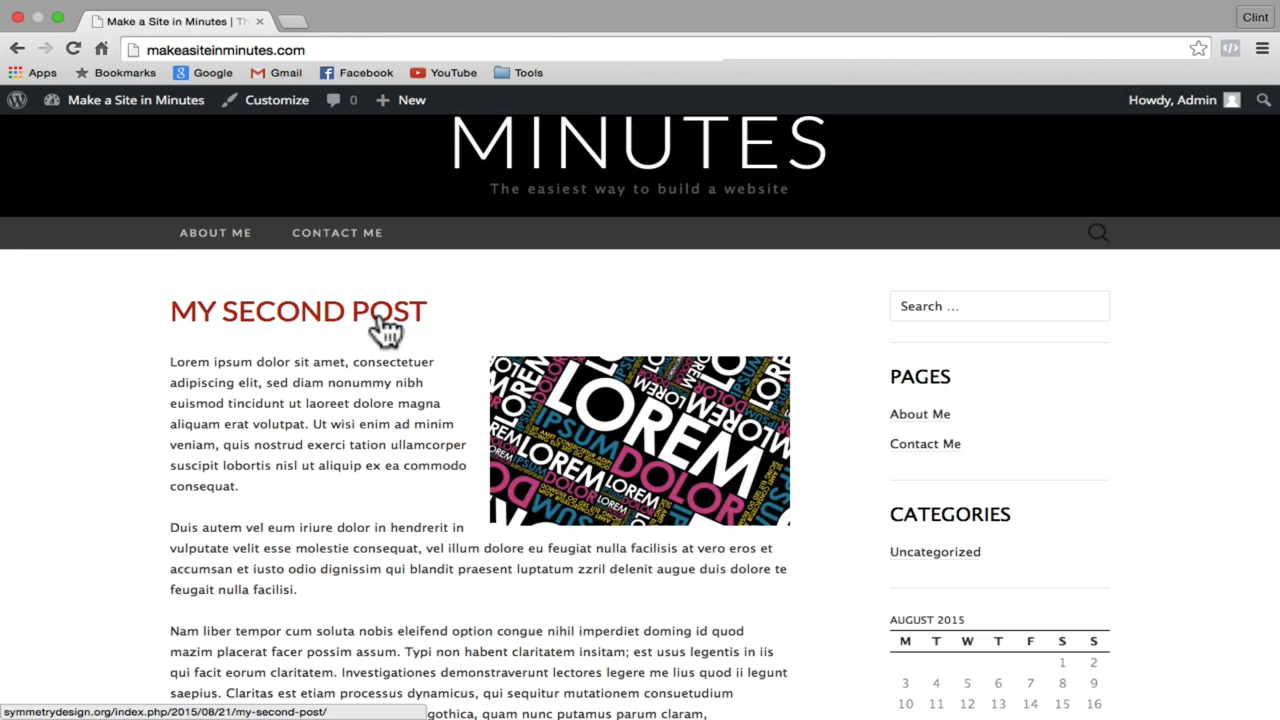 Make a Site in Minutes | Th
Clint
makeasiteinminutes.com
Apps Bookmarks Google Gmail Facebook YouTube Tools
Make a Site in Minutes Customize 0 New Howdy, Admin
MINUTES
The easiest way to build a website
ABOUT ME CONTACT ME
MY SECOND POST
Lorem ipsum dolor sit amet, consectetuer
adipiscing elit, sed diam nonummy nibh
euismod tincidunt ut laoreet dolore magna
aliquam erat volutpat. Ut wisi enim ad minim
veniam, quis nostrud exerci tation ullamcorper
suscipit lobortis nisl ut aliquip ex ea commodo
consequat.
LOREM
IPSUM DOLOR
Duis autem vel eum iriure dolor in hendrerit in
vulputate velit esse molestie consequat, vel illum dolore eu feugiat nulla facilisis at vero eros et
accumsan et iusto odio dignissim qui blandit praesent luptatum zzril delenit augue duis dolore te
feugait nulla facilisi.
Nam liber tempor cum soluta nobis eleifend option congue nihil imperdiet doming id quod
mazim placerat facer possim assum. Typi non habent claritatem insitam; est usus legentis in iis
qui facit eorum claritatem. Investigationes demonstraverunt lectores legere me lius quod ii legunt
saepius. Claritas est etiam processus dynamicus, qui sequitur mutationem consuetudium
gothica, quam nunc putamus parum claram,
symmetrydesign.org/index.php/2015/08/21/my-second-post/
Search …
PAGES
About Me
Contact Me
CATEGORIES
Uncategorized
AUGUST 2015
M T W T F S S
1 2
3 4 5 6 7 8 9
10 11 12 13 14 15 16